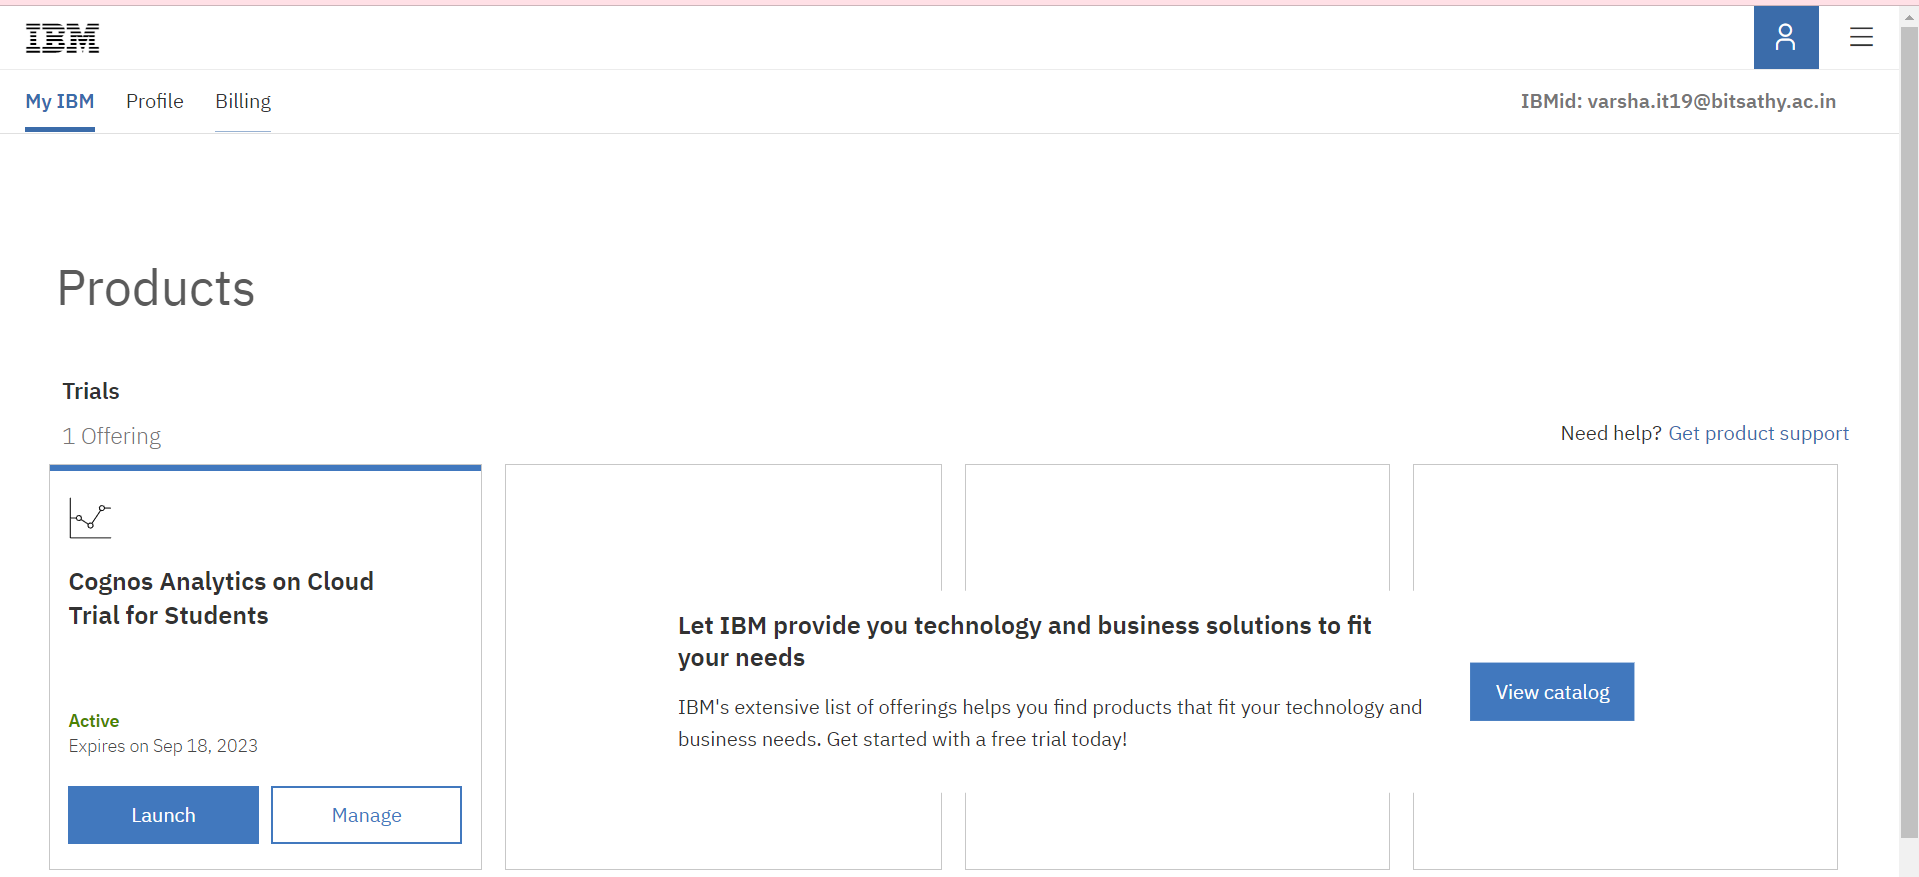 IBM
My IBM Profile Billing
IBMid: varsha.it19@bitsathy.ac.in
Products
Trials
1 Offering
Need help? Get product support
Cognos Analytics on Cloud
Trial for Students
Active
Expires on Sep 18, 2023
Launch
Manage
Let IBM provide you technology and business solutions to fit
your needs
IBM's extensive list of offerings helps you find products that fit your technology and
business needs. Get started with a free trial today!
View catalog